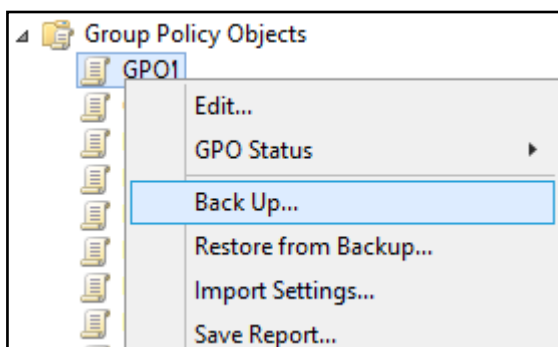 Group Policy Objects
GPO1
Edit...
GPO Status
Back Up...
Restore from Backup...
Import Settings...
Save Report...